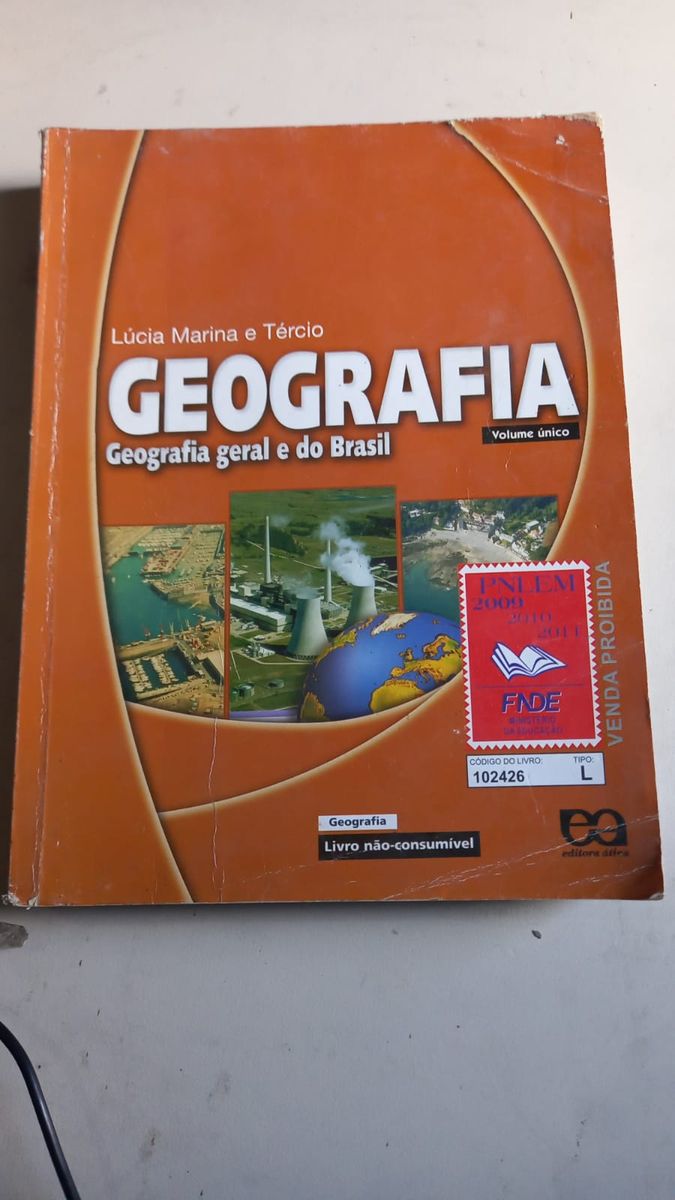 Lúcia Marina e Tércio
GEOGRAFIA
Volume único
Geografia geral e do Brasil
PNLEM
2009
2010
2011
FNDE
MINISTÉRIO
DA EDUCAÇÃO
VENDA PROIBIDA
CÓDIGO DO LIVRO: TIPO:
102426 L
Geografia
Livro não-consumível
editora ática